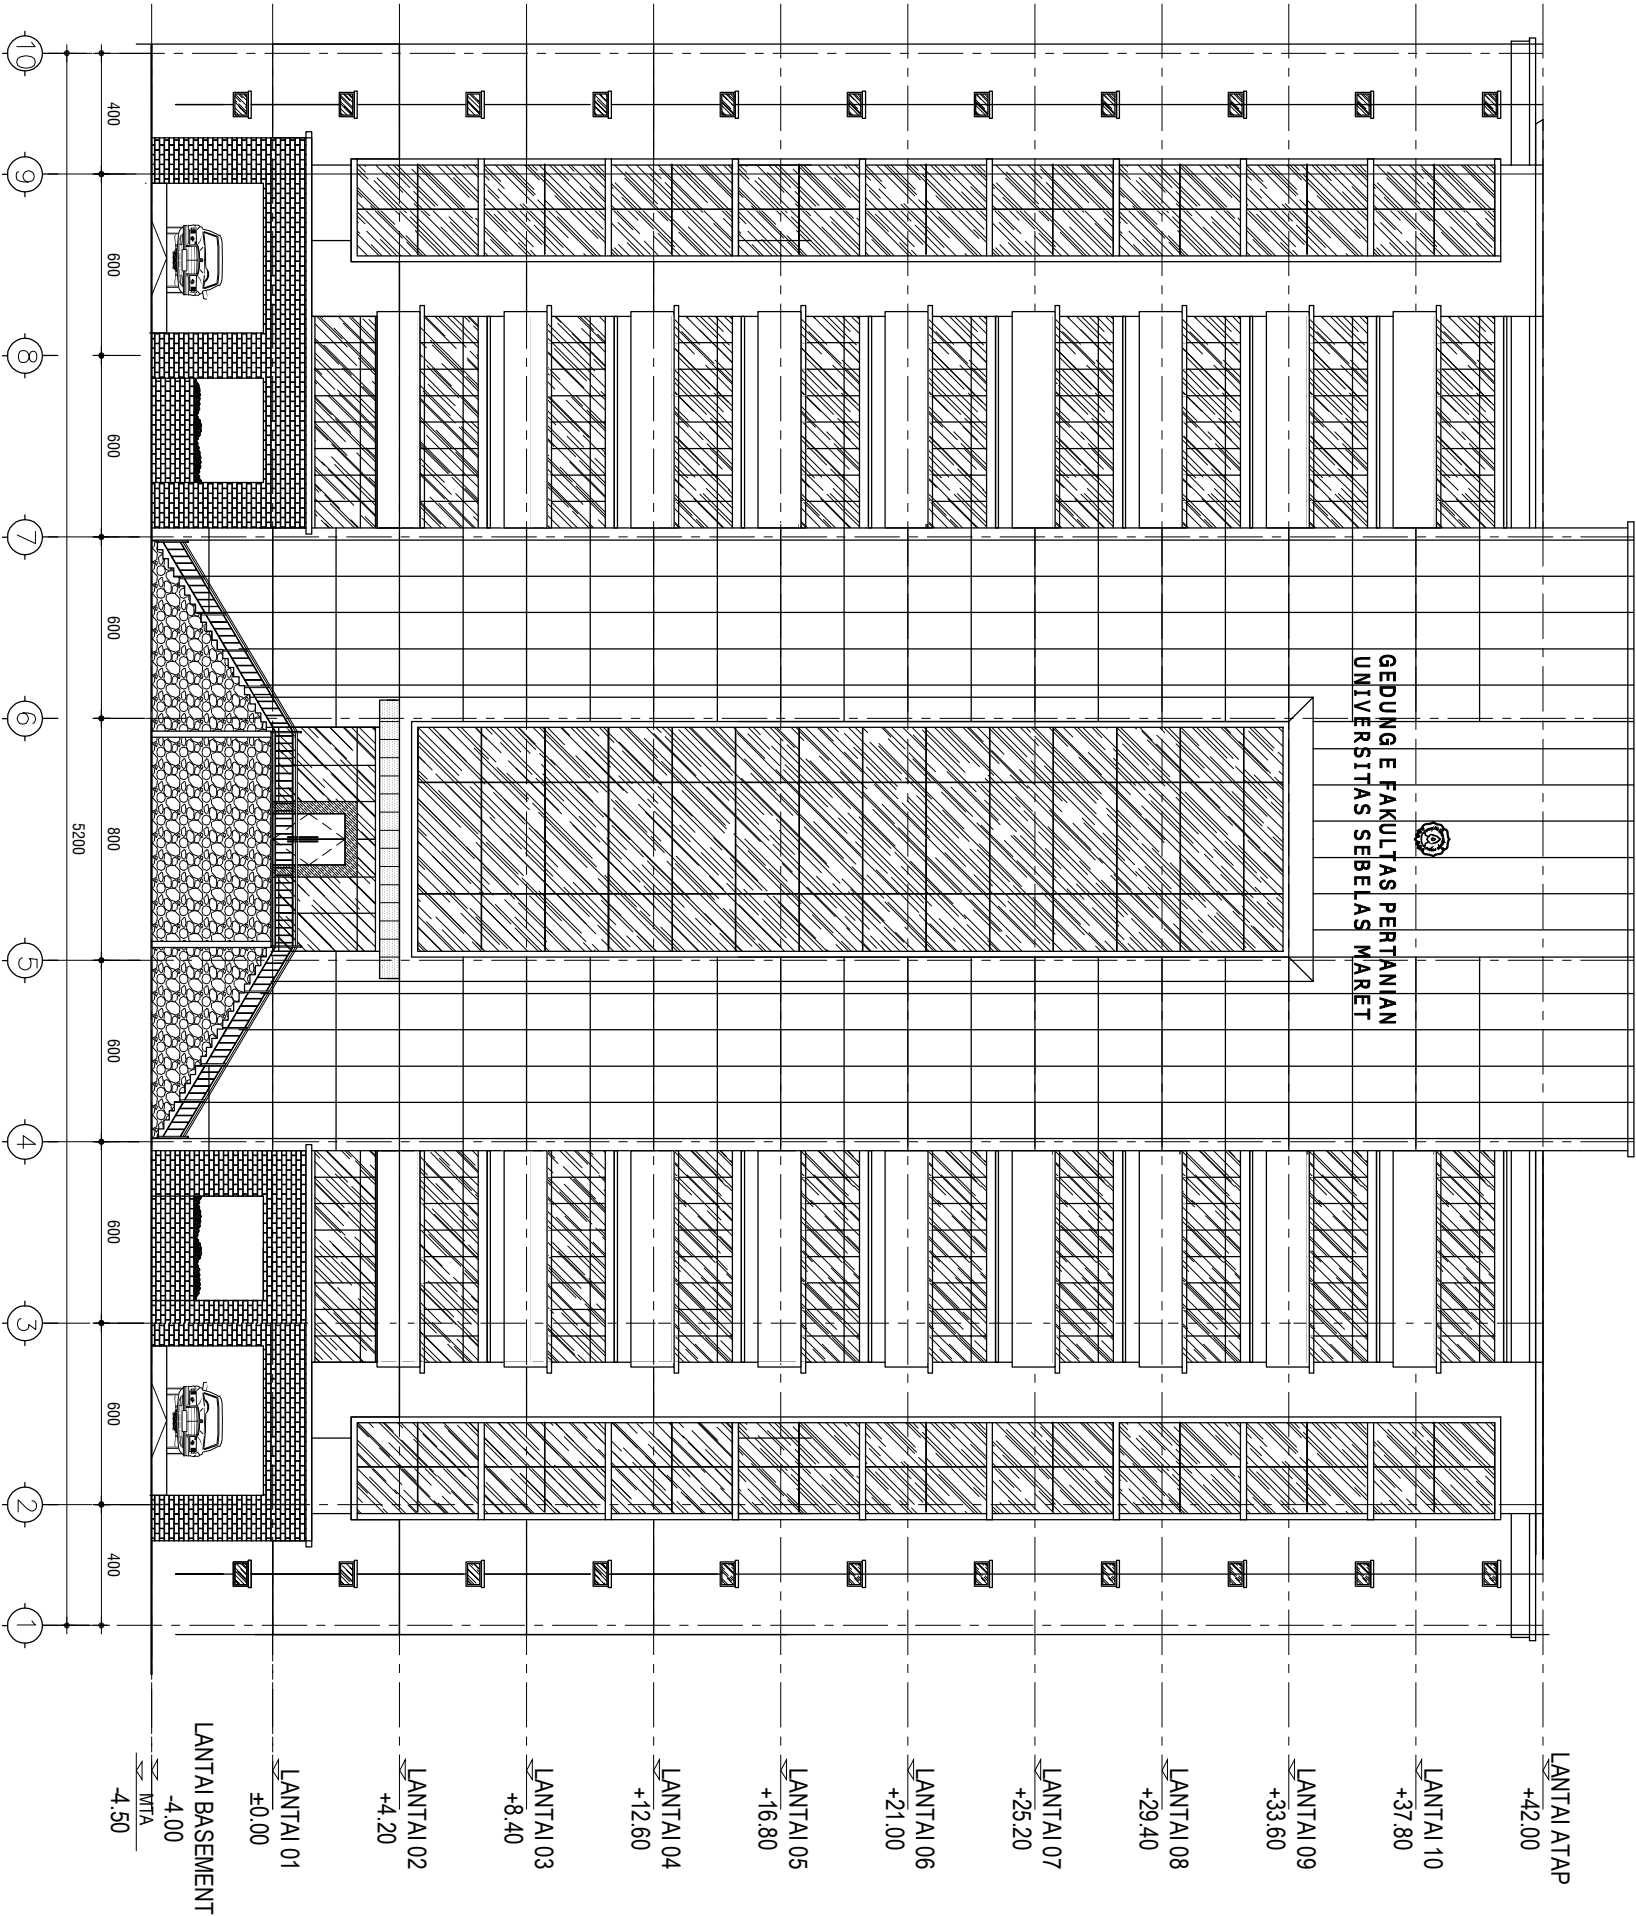 GEDUNG E FAKULTAS PERTANIAN
UNIVERSITAS SEBELAS MARET
LANTAI ATAP
+42.00
LANTAI 10
+37.80
LANTAI 09
+33.60
LANTAI 08
+29.40
LANTAI 07
+25.20
LANTAI 06
+21.00
LANTAI 05
+16.80
LANTAI 04
+12.60
LANTAI 03
+8.40
LANTAI 02
+4.20
LANTAI 01
±0.00
LANTAI BASEMENT
-4.00
MTA
-4.50
400 600 600 600 800 600 600 600 400
5200
10 9 8 7 6 5 4 3 2 1